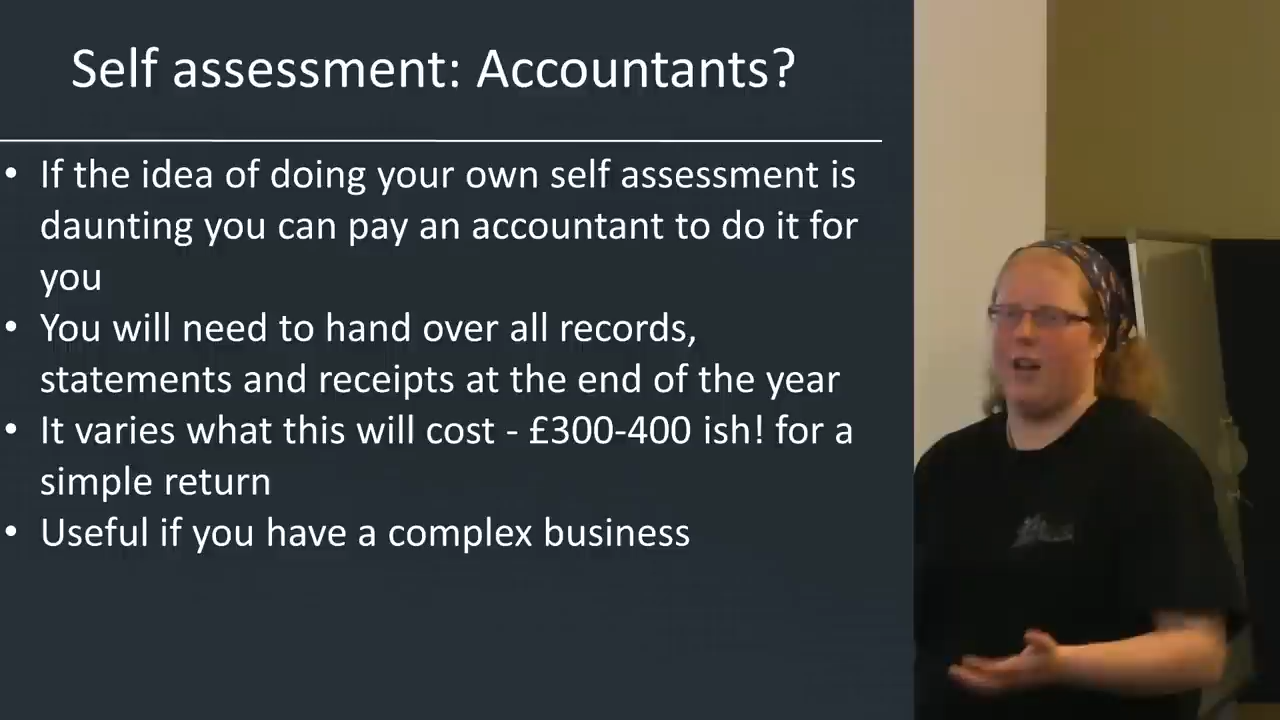 Self assessment: Accountants?
• If the idea of doing your own self assessment is
daunting you can pay an accountant to do it for
you
• You will need to hand over all records,
statements and receipts at the end of the year
• It varies what this will cost - £300-400 ish! for a
simple return
• Useful if you have a complex business